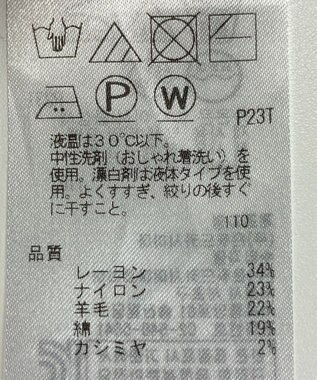 P W
P23T
液温は30℃以下。
中性洗剤(おしゃれ着洗い)を
使用。漂白剤は液体タイプを使
用。よくすすぎ、絞りの後すぐ
に干すこと。
110
品質
レーヨン 34%
ナイロン 23%
羊毛 22%
綿 19%
カシミヤ 2%